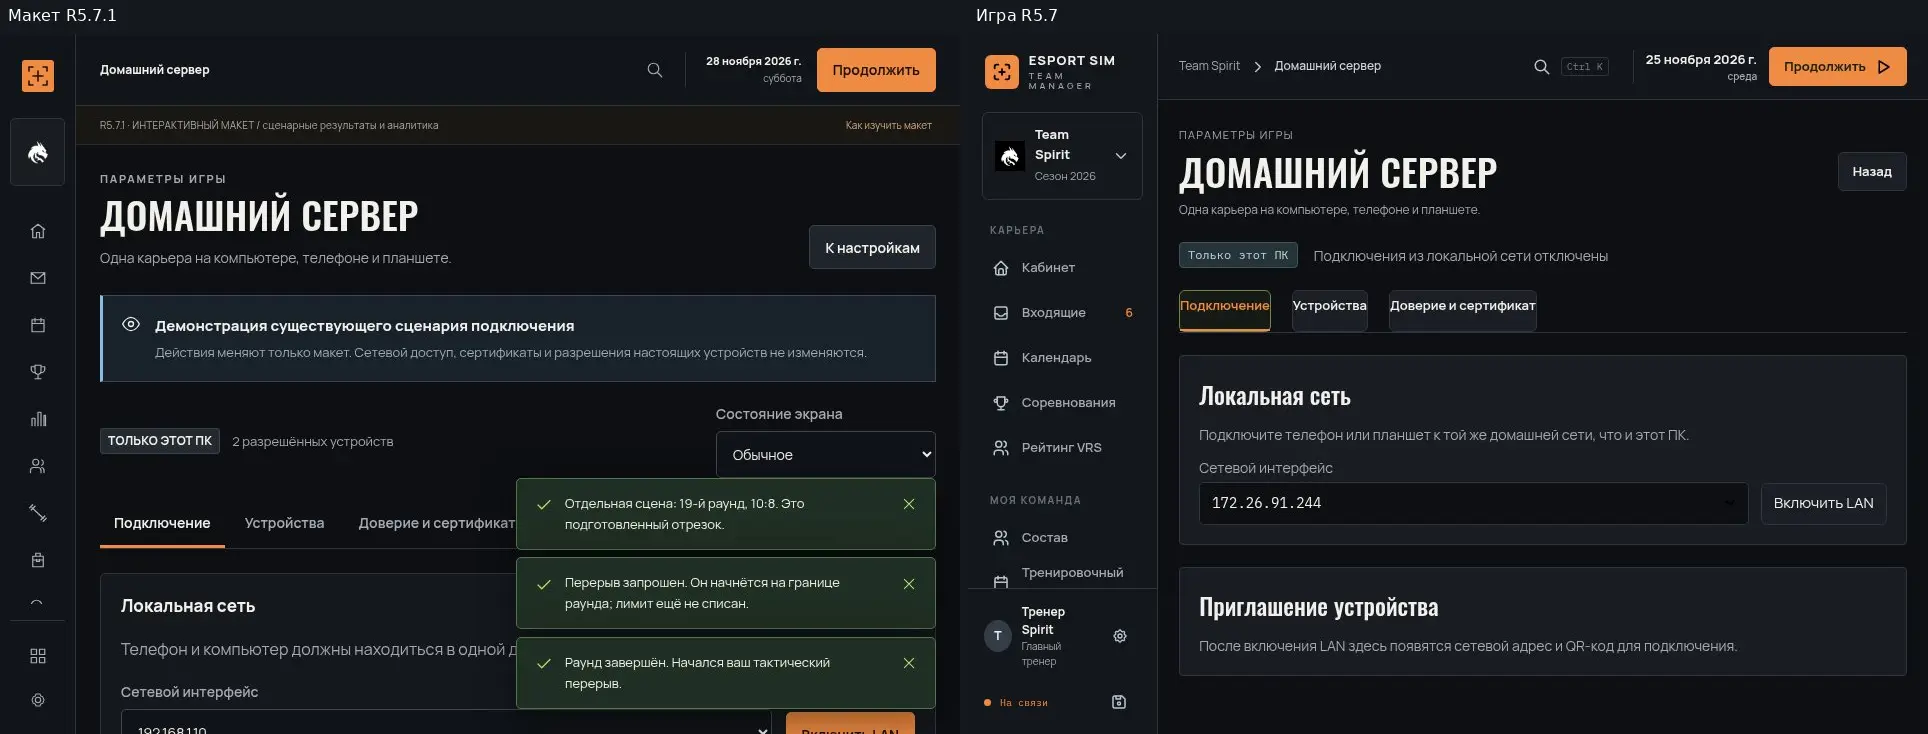 Макет R5.7.1
Домашний сервер
28 ноября 2026 г.
суббота
Продолжить
R5.7.1 · ИНТЕРАКТИВНЫЙ МАКЕТ / сценарные результаты и аналитика
Как изучить макет
ПАРАМЕТРЫ ИГРЫ
ДОМАШНИЙ СЕРВЕР
Одна карьера на компьютере, телефоне и планшете.
К настройкам
Демонстрация существующего сценария подключения
Действия меняют только макет. Сетевой доступ, сертификаты и разрешения настоящих устройств не изменяются.
Состояние экрана
ТОЛЬКО ЭТОТ ПК
2 разрешённых устройств
Обычное
Подключение
Устройства
Доверие и сертификат
Отдельная сцена: 19-й раунд, 10:8. Это
подготовленный отрезок.
Перерыв запрошен. Он начнётся на границе
раунда; лимит ещё не списан.
Раунд завершён. Начался ваш тактический
перерыв.
Локальная сеть
Телефон и компьютер должны находиться в одной д
Сетевой интерфейс
192.168.1.10
Включить LAN
Игра R5.7
ESPORT SIM
TEAM
MANAGER
Team
Spirit
Сезон 2026
КАРЬЕРА
Кабинет
Входящие
6
Календарь
Соревнования
Рейтинг VRS
МОЯ КОМАНДА
Состав
Тренировочный
T
Тренер
Spirit
Главный
тренер
На связи
Team Spirit
Домашний сервер
Ctrl K
25 ноября 2026 г.
среда
Продолжить
ПАРАМЕТРЫ ИГРЫ
ДОМАШНИЙ СЕРВЕР
Одна карьера на компьютере, телефоне и планшете.
Назад
Только этот ПК
Подключения из локальной сети отключены
Подключение
Устройства
Доверие и сертификат
Локальная сеть
Подключите телефон или планшет к той же домашней сети, что и этот ПК.
Сетевой интерфейс
172.26.91.244
Включить LAN
Приглашение устройства
После включения LAN здесь появятся сетевой адрес и QR-код для подключения.